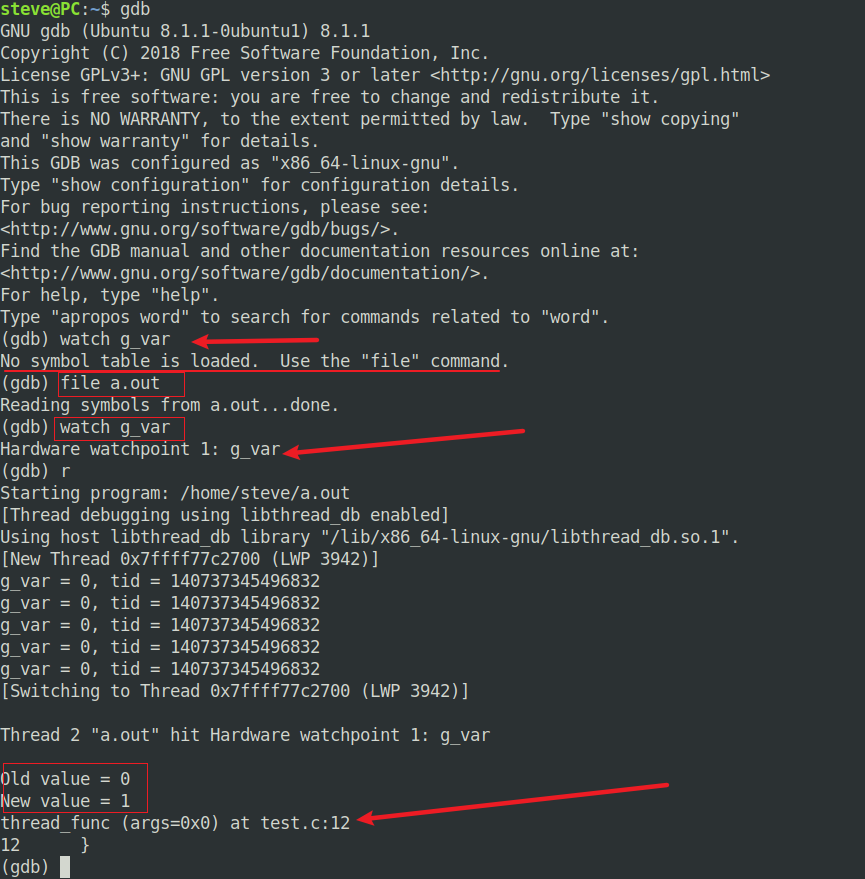 steve@PC:~$ gdb
GNU gdb (Ubuntu 8.1.1-0ubuntu1) 8.1.1
Copyright (C) 2018 Free Software Foundation, Inc.
License GPLv3+: GNU GPL version 3 or later <http://gnu.org/licenses/gpl.html>
This is free software: you are free to change and redistribute it.
There is NO WARRANTY, to the extent permitted by law.  Type "show copying"
and "show warranty" for details.
This GDB was configured as "x86_64-linux-gnu".
Type "show configuration" for configuration details.
For bug reporting instructions, please see:
<http://www.gnu.org/software/gdb/bugs/>.
Find the GDB manual and other documentation resources online at:
<http://www.gnu.org/software/gdb/documentation/>.
For help, type "help".
Type "apropos word" to search for commands related to "word".
(gdb) watch g_var
No symbol table is loaded.  Use the "file" command.
(gdb) file a.out
Reading symbols from a.out...done.
(gdb) watch g_var
Hardware watchpoint 1: g_var
(gdb) r
Starting program: /home/steve/a.out
[Thread debugging using libthread_db enabled]
Using host libthread_db library "/lib/x86_64-linux-gnu/libthread_db.so.1".
[New Thread 0x7ffff77c2700 (LWP 3942)]
g_var = 0, tid = 140737345496832
g_var = 0, tid = 140737345496832
g_var = 0, tid = 140737345496832
g_var = 0, tid = 140737345496832
g_var = 0, tid = 140737345496832
[Switching to Thread 0x7ffff77c2700 (LWP 3942)]
Thread 2 "a.out" hit Hardware watchpoint 1: g_var
Old value = 0
New value = 1
thread_func (args=0x0) at test.c:12
12      }
(gdb)